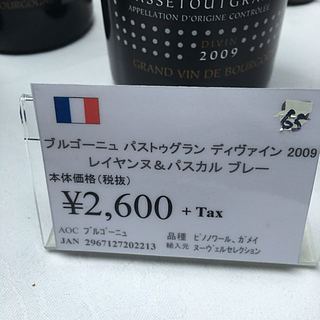 ASSETOUTGRA
APPELLATION D'ORIGINE CONTRÔLÉE
DIVIN
2009
GRAND VIN DE BOURGOGNE
65
ブルゴーニュ パストゥグラン ディヴァイン 2009
レイヤンヌ&パスカル ブレー
本体価格(税抜)
¥2,600 + Tax
AOC ブルゴーニュ 品種 ピノノワール、ガメイ
JAN 2967127202213 輸入元 ヌーヴェルセレクション